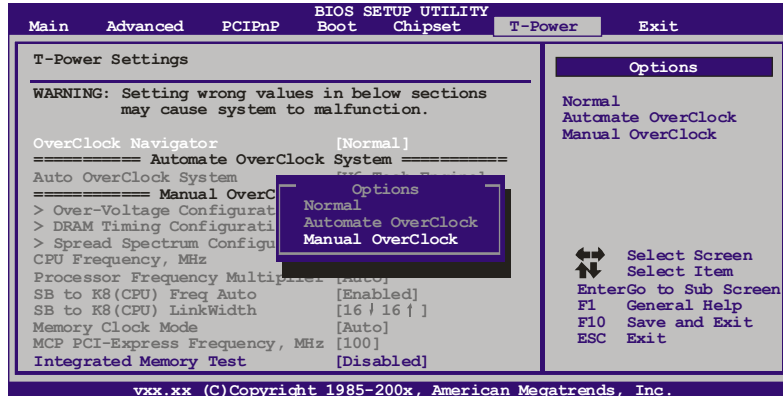 BIOS SETUP UTILITY
Main Advanced PCIPnP Boot Chipset T-Power Exit
T-Power Settings
WARNING: Setting wrong values in below sections
may cause system to malfunction.
OverClock Navigator [Normal]
=========== Automate OverClock System ===========
Auto OverClock System [V6-Tech Engine]
============ Manual OverC
> Over-Voltage Configurat
> DRAM Timing Configurati
> Spread Spectrum Configu
CPU Frequency, MHz
Processor Frequency Multiplier [Auto]
SB to K8(CPU) Freq Auto [Enabled]
SB to K8(CPU) LinkWidth [16↓16↑]
Memory Clock Mode [Auto]
MCP PCI-Express Frequency, MHz [100]
Integrated Memory Test [Disabled]
Options
Normal
Automate OverClock
Manual OverClock
Options
Normal
Automate OverClock
Manual OverClock
Select Screen
Select Item
EnterGo to Sub Screen
F1 General Help
F10 Save and Exit
ESC Exit
vxx.xx (C)Copyright 1985-200x, American Megatrends, Inc.